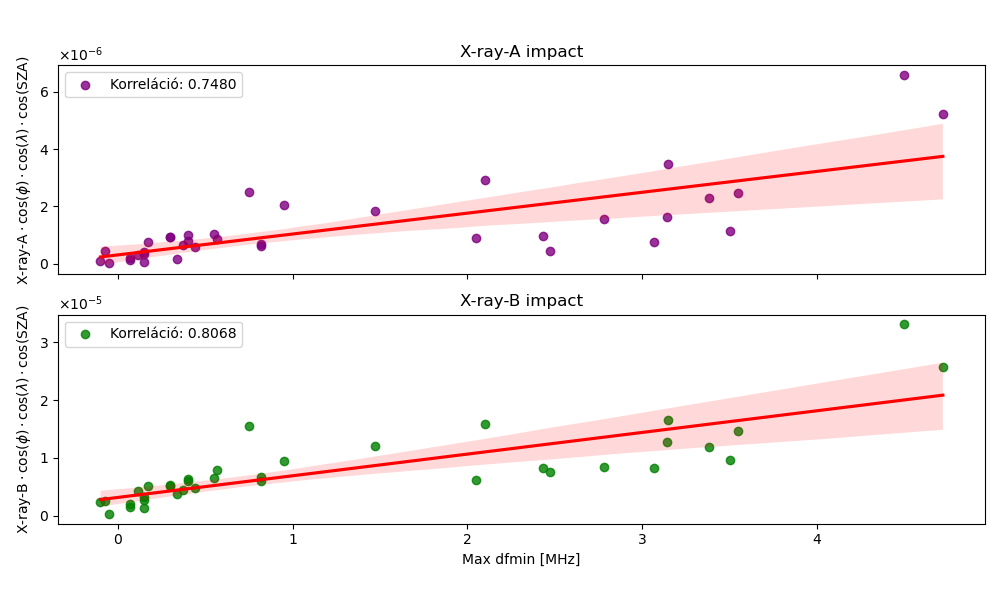 ×10⁻⁶
X-ray-A impact
Korreláció: 0.7480
X-ray-A · cos(ϕ) · cos(λ) · cos(SZA)
6
4
2
0
×10⁻⁵
X-ray-B impact
Korreláció: 0.8068
X-ray-B · cos(ϕ) · cos(λ) · cos(SZA)
3
2
1
0
0 1 2 3 4
Max dfmin [MHz]